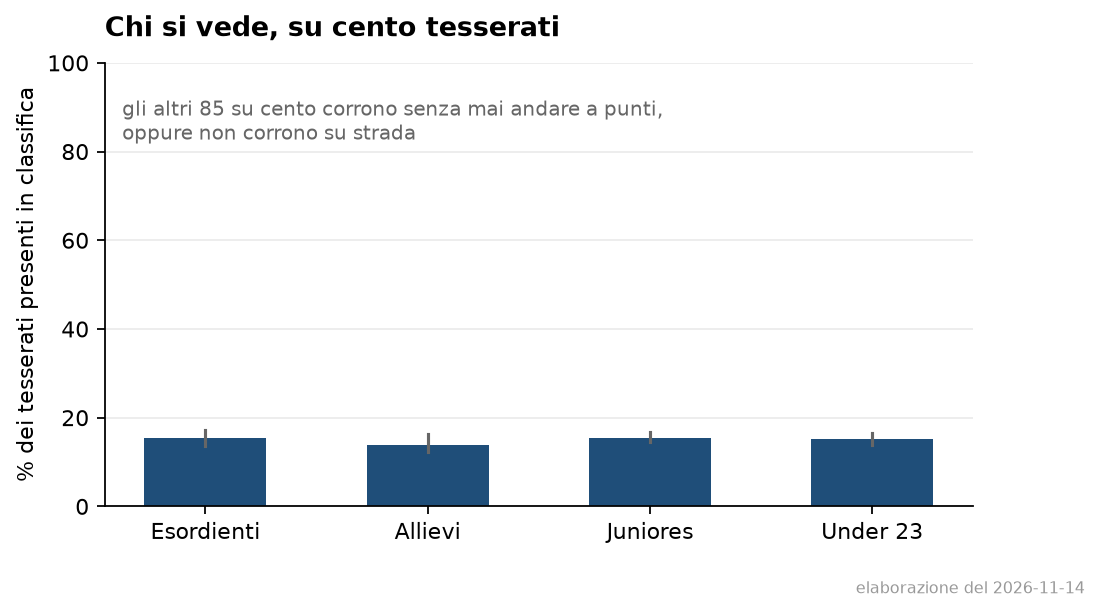 Chi si vede, su cento tesserati
% dei tesserati presenti in classifica
100
80
60
40
20
0
gli altri 85 su cento corrono senza mai andare a punti,
oppure non corrono su strada
Esordienti
Allievi
Juniores
Under 23
elaborazione del 2026-11-14